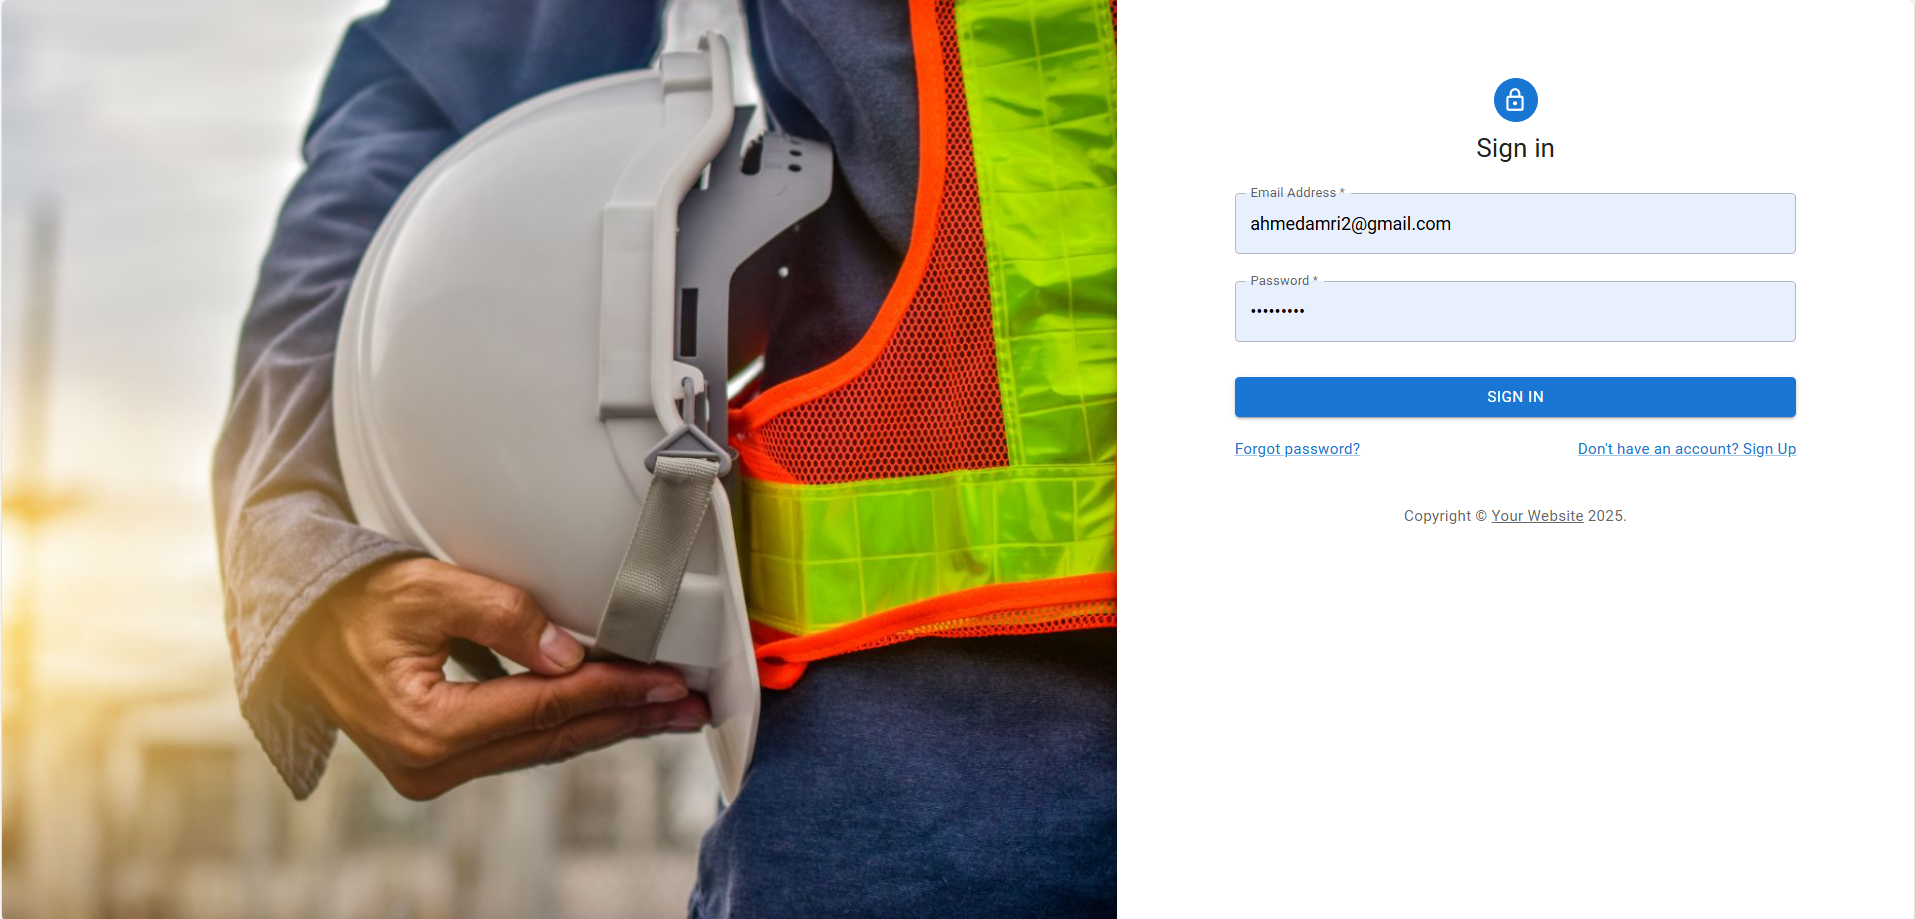 Sign in
Email Address *
ahmedamri2@gmail.com
Password *
•••••••••
SIGN IN
Forgot password?
Don't have an account? Sign Up
Copyright © Your Website 2025.